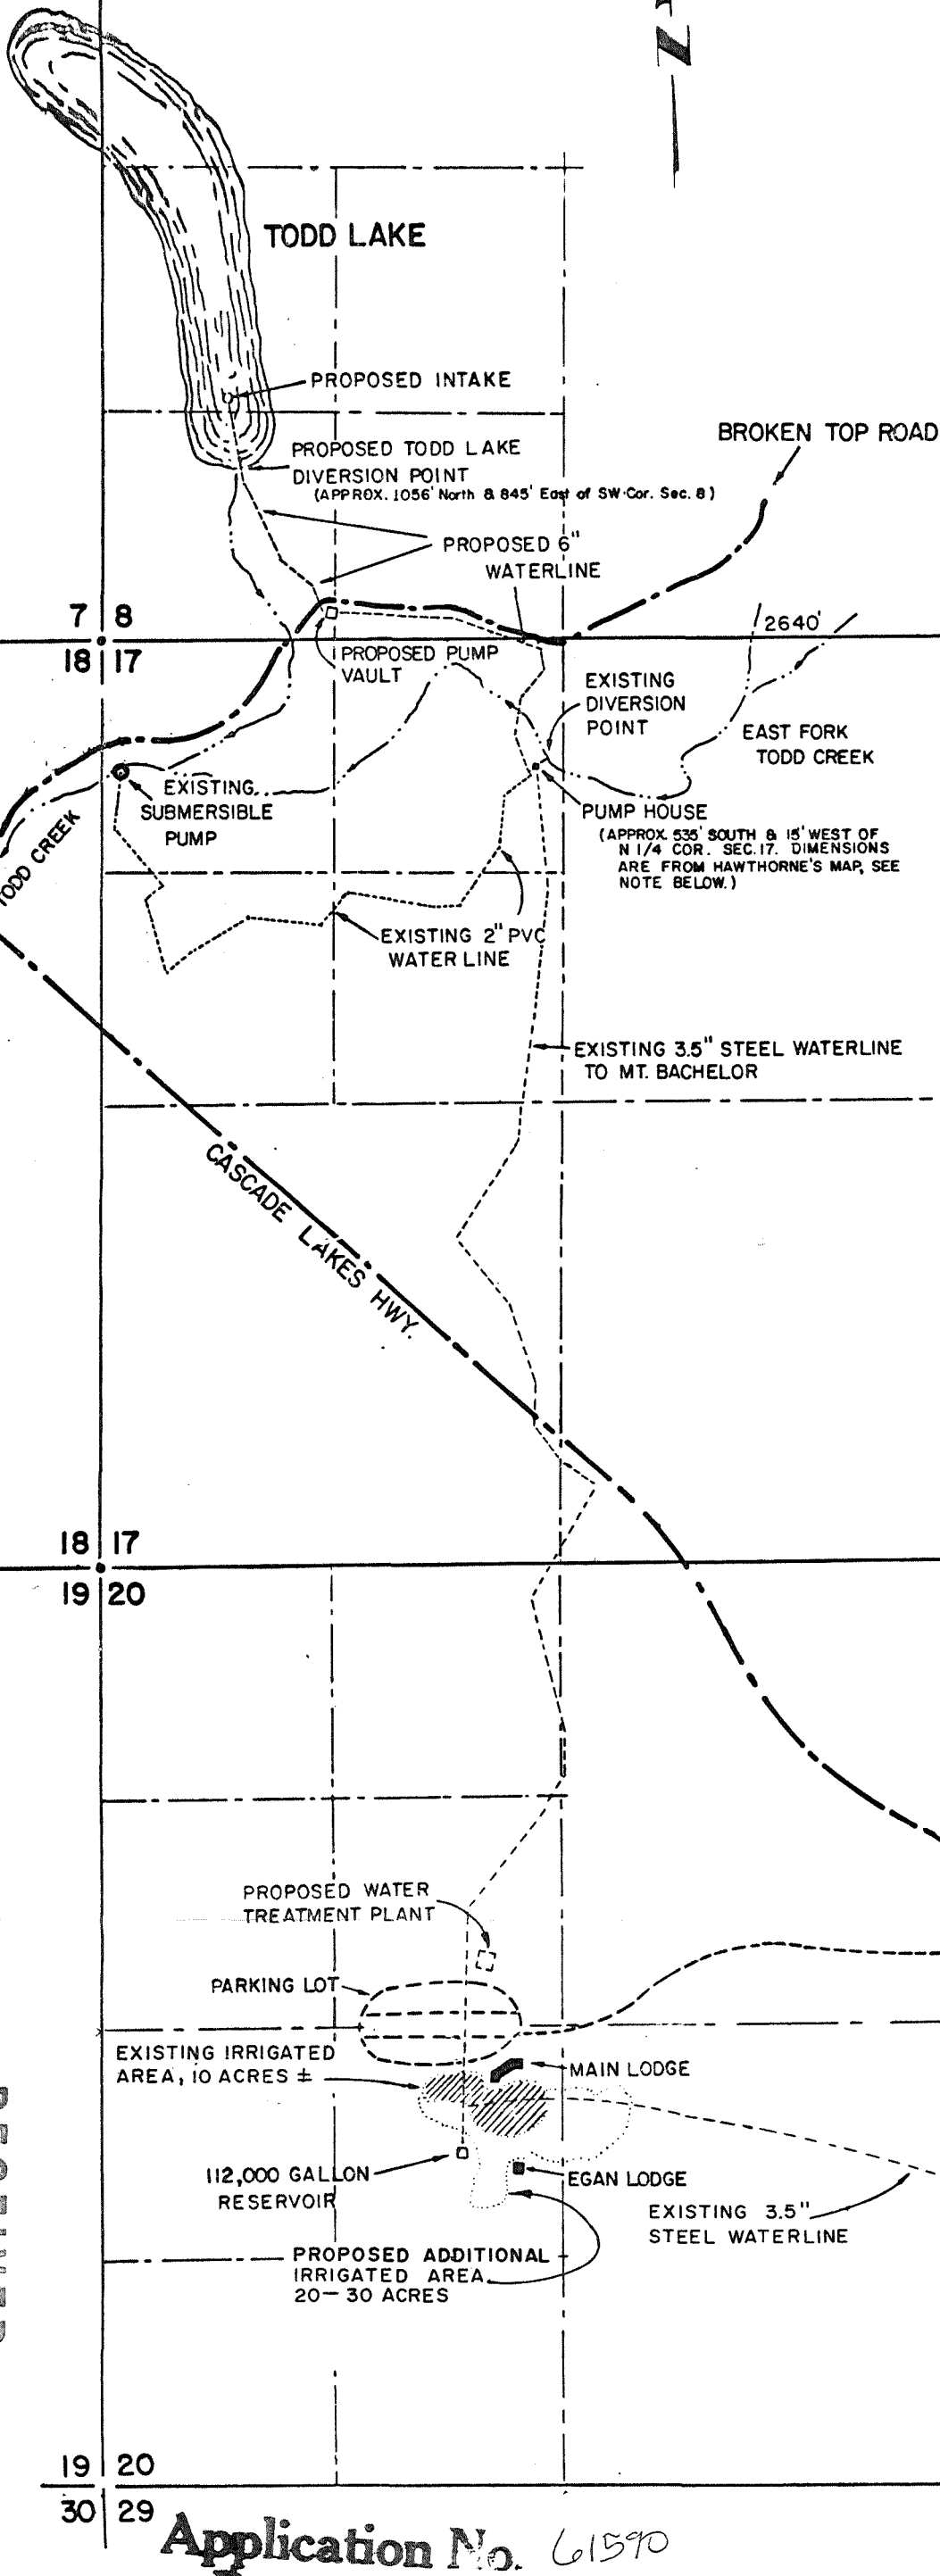 N
TODD LAKE
PROPOSED INTAKE
BROKEN TOP ROAD
PROPOSED TODD LAKE
DIVERSION POINT
(APPROX. 1056' North & 845' East of SW Cor. Sec. 8)
PROPOSED 6"
WATERLINE
7 8
18 17
2640'
PROPOSED PUMP
VAULT
EXISTING
DIVERSION
POINT
EAST FORK
TODD CREEK
EXISTING
SUBMERSIBLE
PUMP
PUMP HOUSE
(APPROX. 535' SOUTH & 15' WEST OF
N 1/4 COR. SEC. 17. DIMENSIONS
ARE FROM HAWTHORNE'S MAP, SEE
NOTE BELOW.)
TODD CREEK
EXISTING 2" PVC
WATER LINE
EXISTING 3.5" STEEL WATERLINE
TO MT. BACHELOR
CASCADE LAKES HWY.
18 17
19 20
PROPOSED WATER
TREATMENT PLANT
PARKING LOT
EXISTING IRRIGATED
AREA, 10 ACRES ±
MAIN LODGE
112,000 GALLON
RESERVOIR
EGAN LODGE
EXISTING 3.5"
STEEL WATERLINE
PROPOSED ADDITIONAL
IRRIGATED AREA
20-30 ACRES
19 20
30 29
Application No. 61590